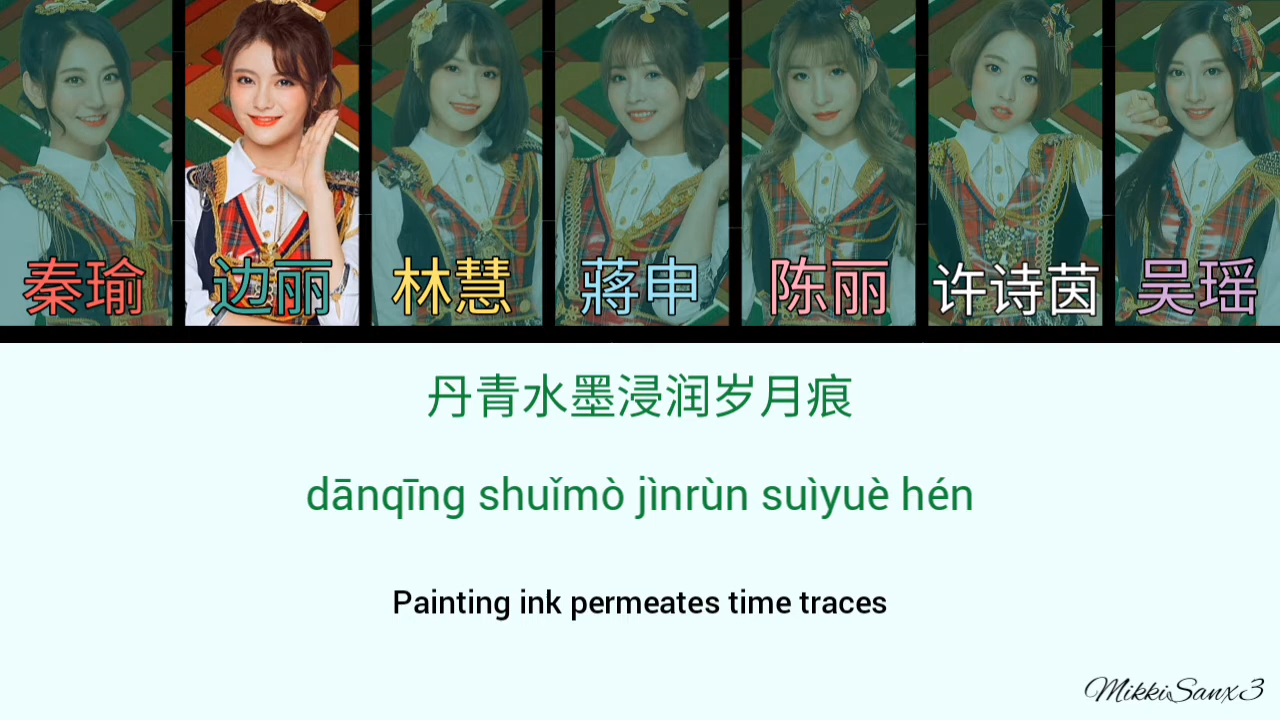 秦瑜 边丽 林慧 蔣申 陈丽 许诗茵 吴瑶
丹青水墨浸润岁月痕
dānqīng shuǐmò jìnrùn suìyuè hén
Painting ink permeates time traces
MikkiSanx3